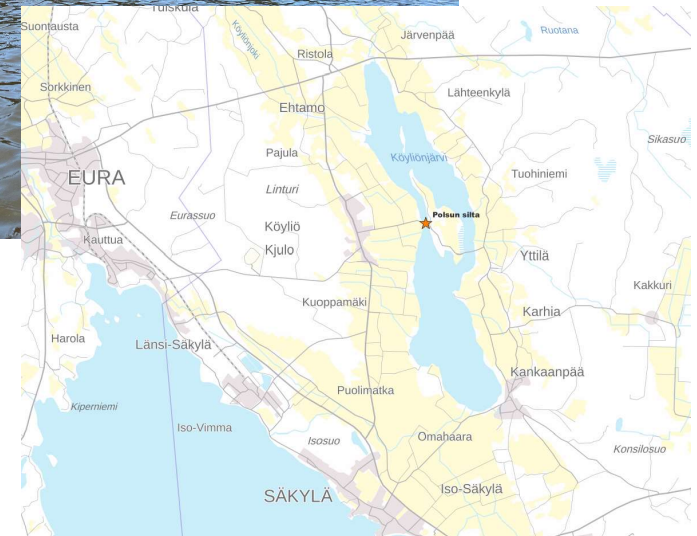 Tuiskula
Suontausta
Köyliönjoki
Järvenpää
Ruotana
Ristola
Sorkkinen
Lähteenkylä
Ehtamo
Sikasuo
Pajula
Köyliönjärvi
EURA
Linturi
Tuohiniemi
Eurassuo
Polsun silta
Köyliö
Kauttua
Kjulo
Yttilä
Kakkuri
Kuoppamäki
Karhia
Harola
Länsi-Säkylä
Kankaanpää
Puolimatka
Kiperniemi
Iso-Vimma
Isosuo
Omahaara
Konsilosuo
Iso-Säkylä
SÄKYLÄ